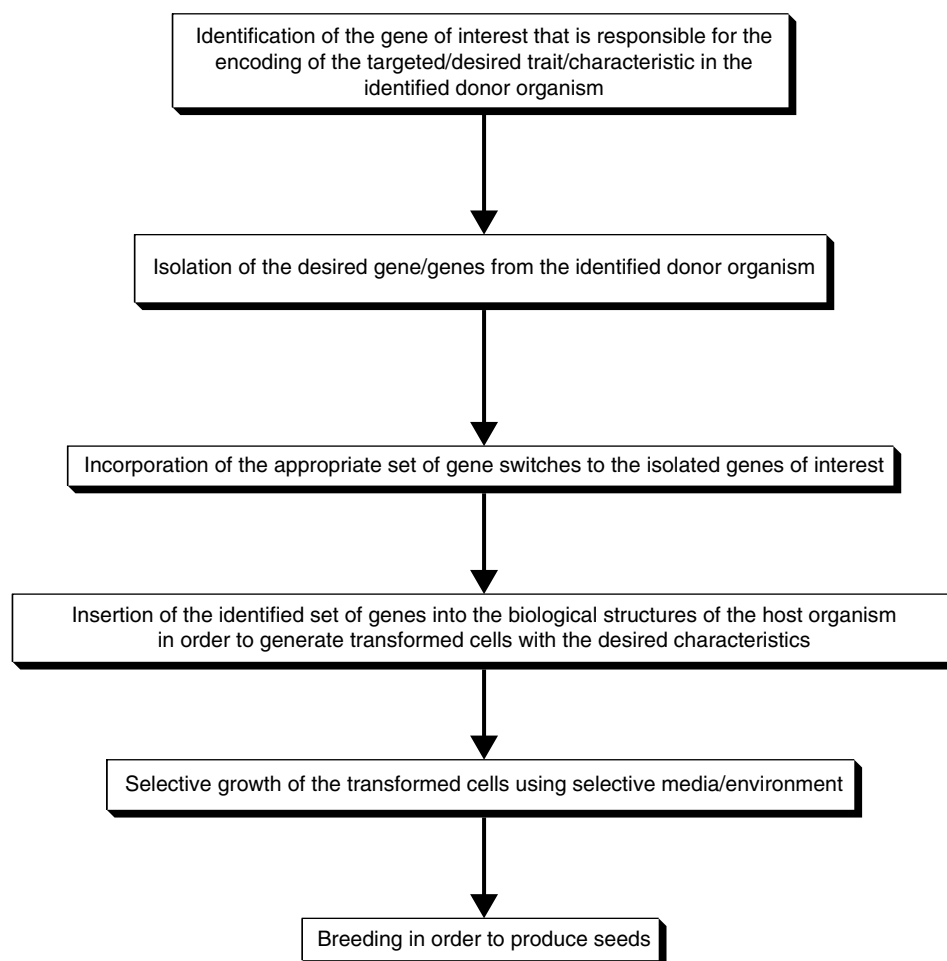 Identification of the gene of interest that is responsible for the
encoding of the targeted/desired trait/characteristic in the
identified donor organism
Isolation of the desired gene/genes from the identified donor organism
Incorporation of the appropriate set of gene switches to the isolated genes of interest
Insertion of the identified set of genes into the biological structures of the host organism
in order to generate transformed cells with the desired characteristics
Selective growth of the transformed cells using selective media/environment
Breeding in order to produce seeds